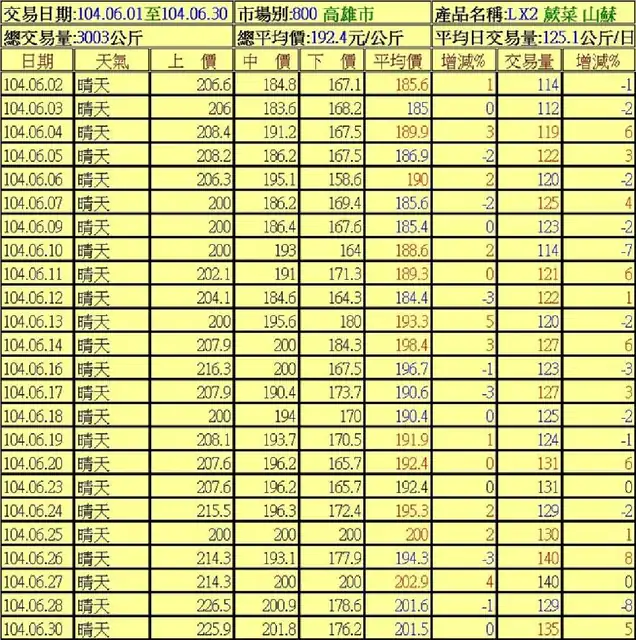 交易日期:104.06.01至104.06.30 市場別:800 高雄市 產品名稱:LX2 蕨菜 山蘇
總交易量:3003公斤 總平均價:192.4元/公斤 平均日交易量:125.1公斤/日
日期 天氣 上 價 中 價 下 價 平均價 增減% 交易量 增減%
104.06.02 晴天 206.6 184.8 167.1 185.6 1 114 -1
104.06.03 晴天 206 183.6 168.2 185 0 112 -2
104.06.04 晴天 208.4 191.2 167.5 189.9 3 119 6
104.06.05 晴天 208.2 186.2 167.5 186.9 -2 122 3
104.06.06 晴天 206.3 195.1 158.6 190 2 120 -2
104.06.07 晴天 200 186.2 169.4 185.6 -2 125 4
104.06.09 晴天 200 186.4 167.6 185.4 0 123 -2
104.06.10 晴天 200 193 164 188.6 2 114 -7
104.06.11 晴天 202.1 191 171.3 189.3 0 121 6
104.06.12 晴天 204.1 184.6 164.3 184.4 -3 122 1
104.06.13 晴天 200 195.6 180 193.3 5 120 -2
104.06.14 晴天 207.9 200 184.3 198.4 3 127 6
104.06.16 晴天 216.3 200 167.5 196.7 -1 123 -3
104.06.17 晴天 207.9 190.4 173.7 190.6 -3 127 3
104.06.18 晴天 200 194 170 190.4 0 125 -2
104.06.19 晴天 208.1 193.7 170.5 191.9 1 124 -1
104.06.20 晴天 207.6 196.2 165.7 192.4 0 131 6
104.06.23 晴天 207.6 196.2 165.7 192.4 0 131 0
104.06.24 晴天 215.5 196.3 172.4 195.3 2 129 -2
104.06.25 晴天 200 200 200 200 2 130 1
104.06.26 晴天 214.3 193.1 177.9 194.3 -3 140 8
104.06.27 晴天 214.3 200 200 202.9 4 140 0
104.06.28 晴天 226.5 200.9 178.6 201.6 -1 129 -8
104.06.30 晴天 225.9 201.8 176.2 201.5 0 135 5